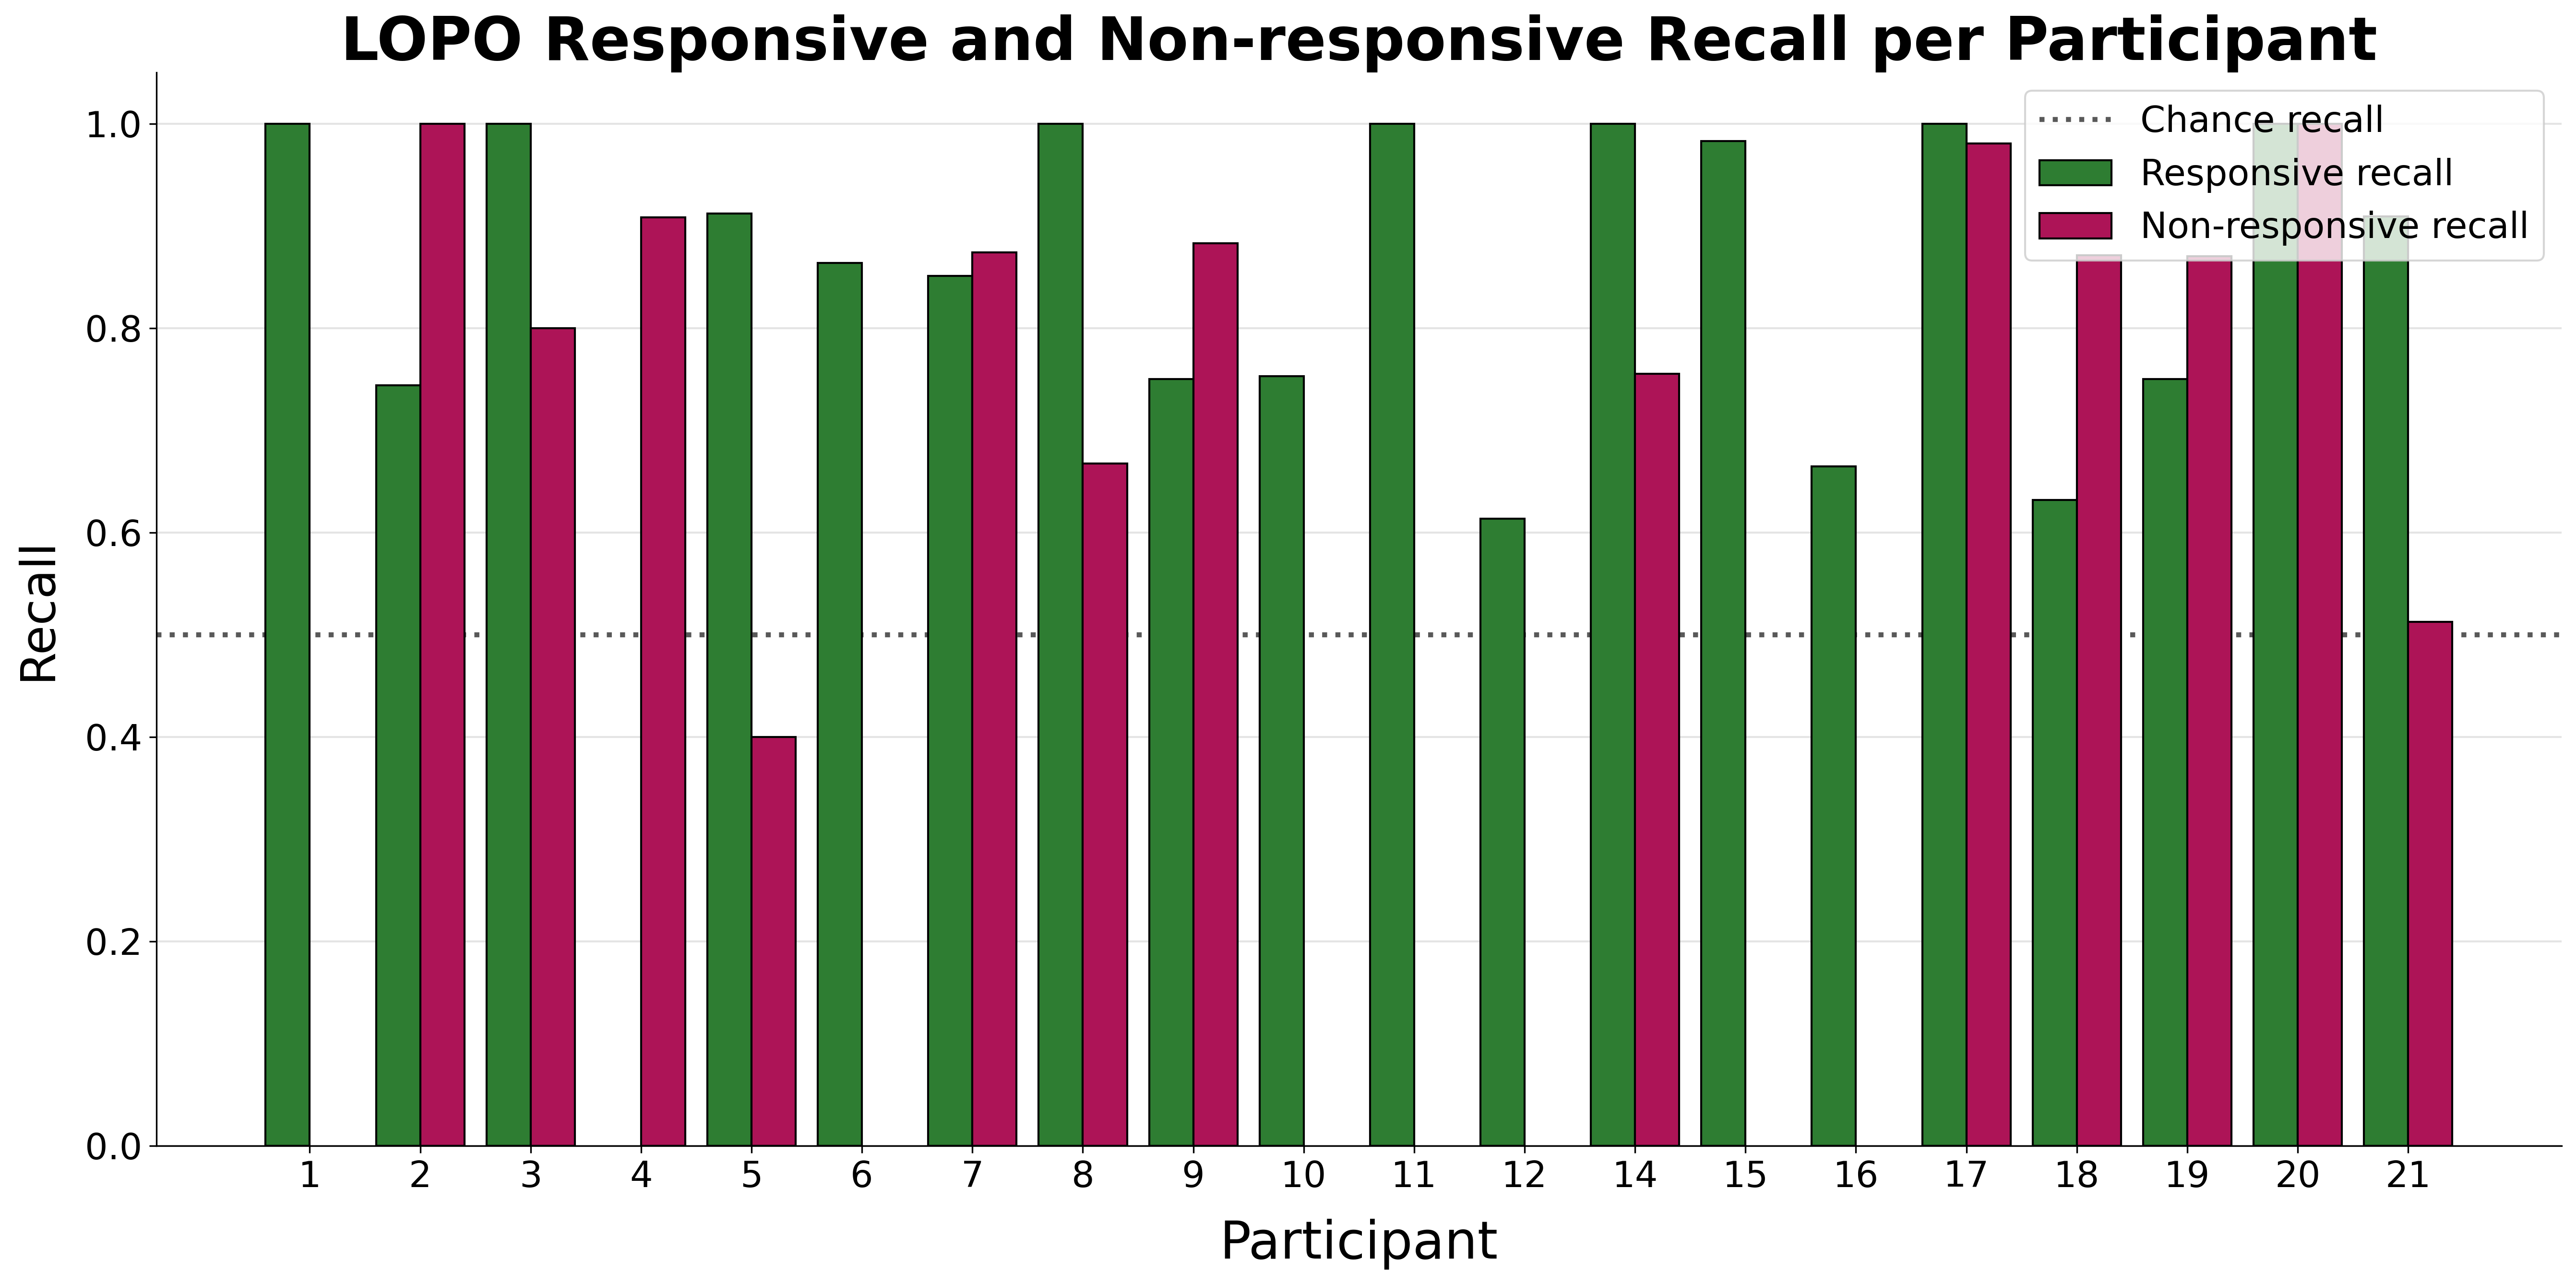 LOPO Responsive and Non-responsive Recall per Participant
Chance recall
Responsive recall
Non-responsive recall
1.0
0.8
0.6
0.4
0.2
0.0
Recall
1 2 3 4 5 6 7 8 9 10 11 12 14 15 16 17 18 19 20 21
Participant